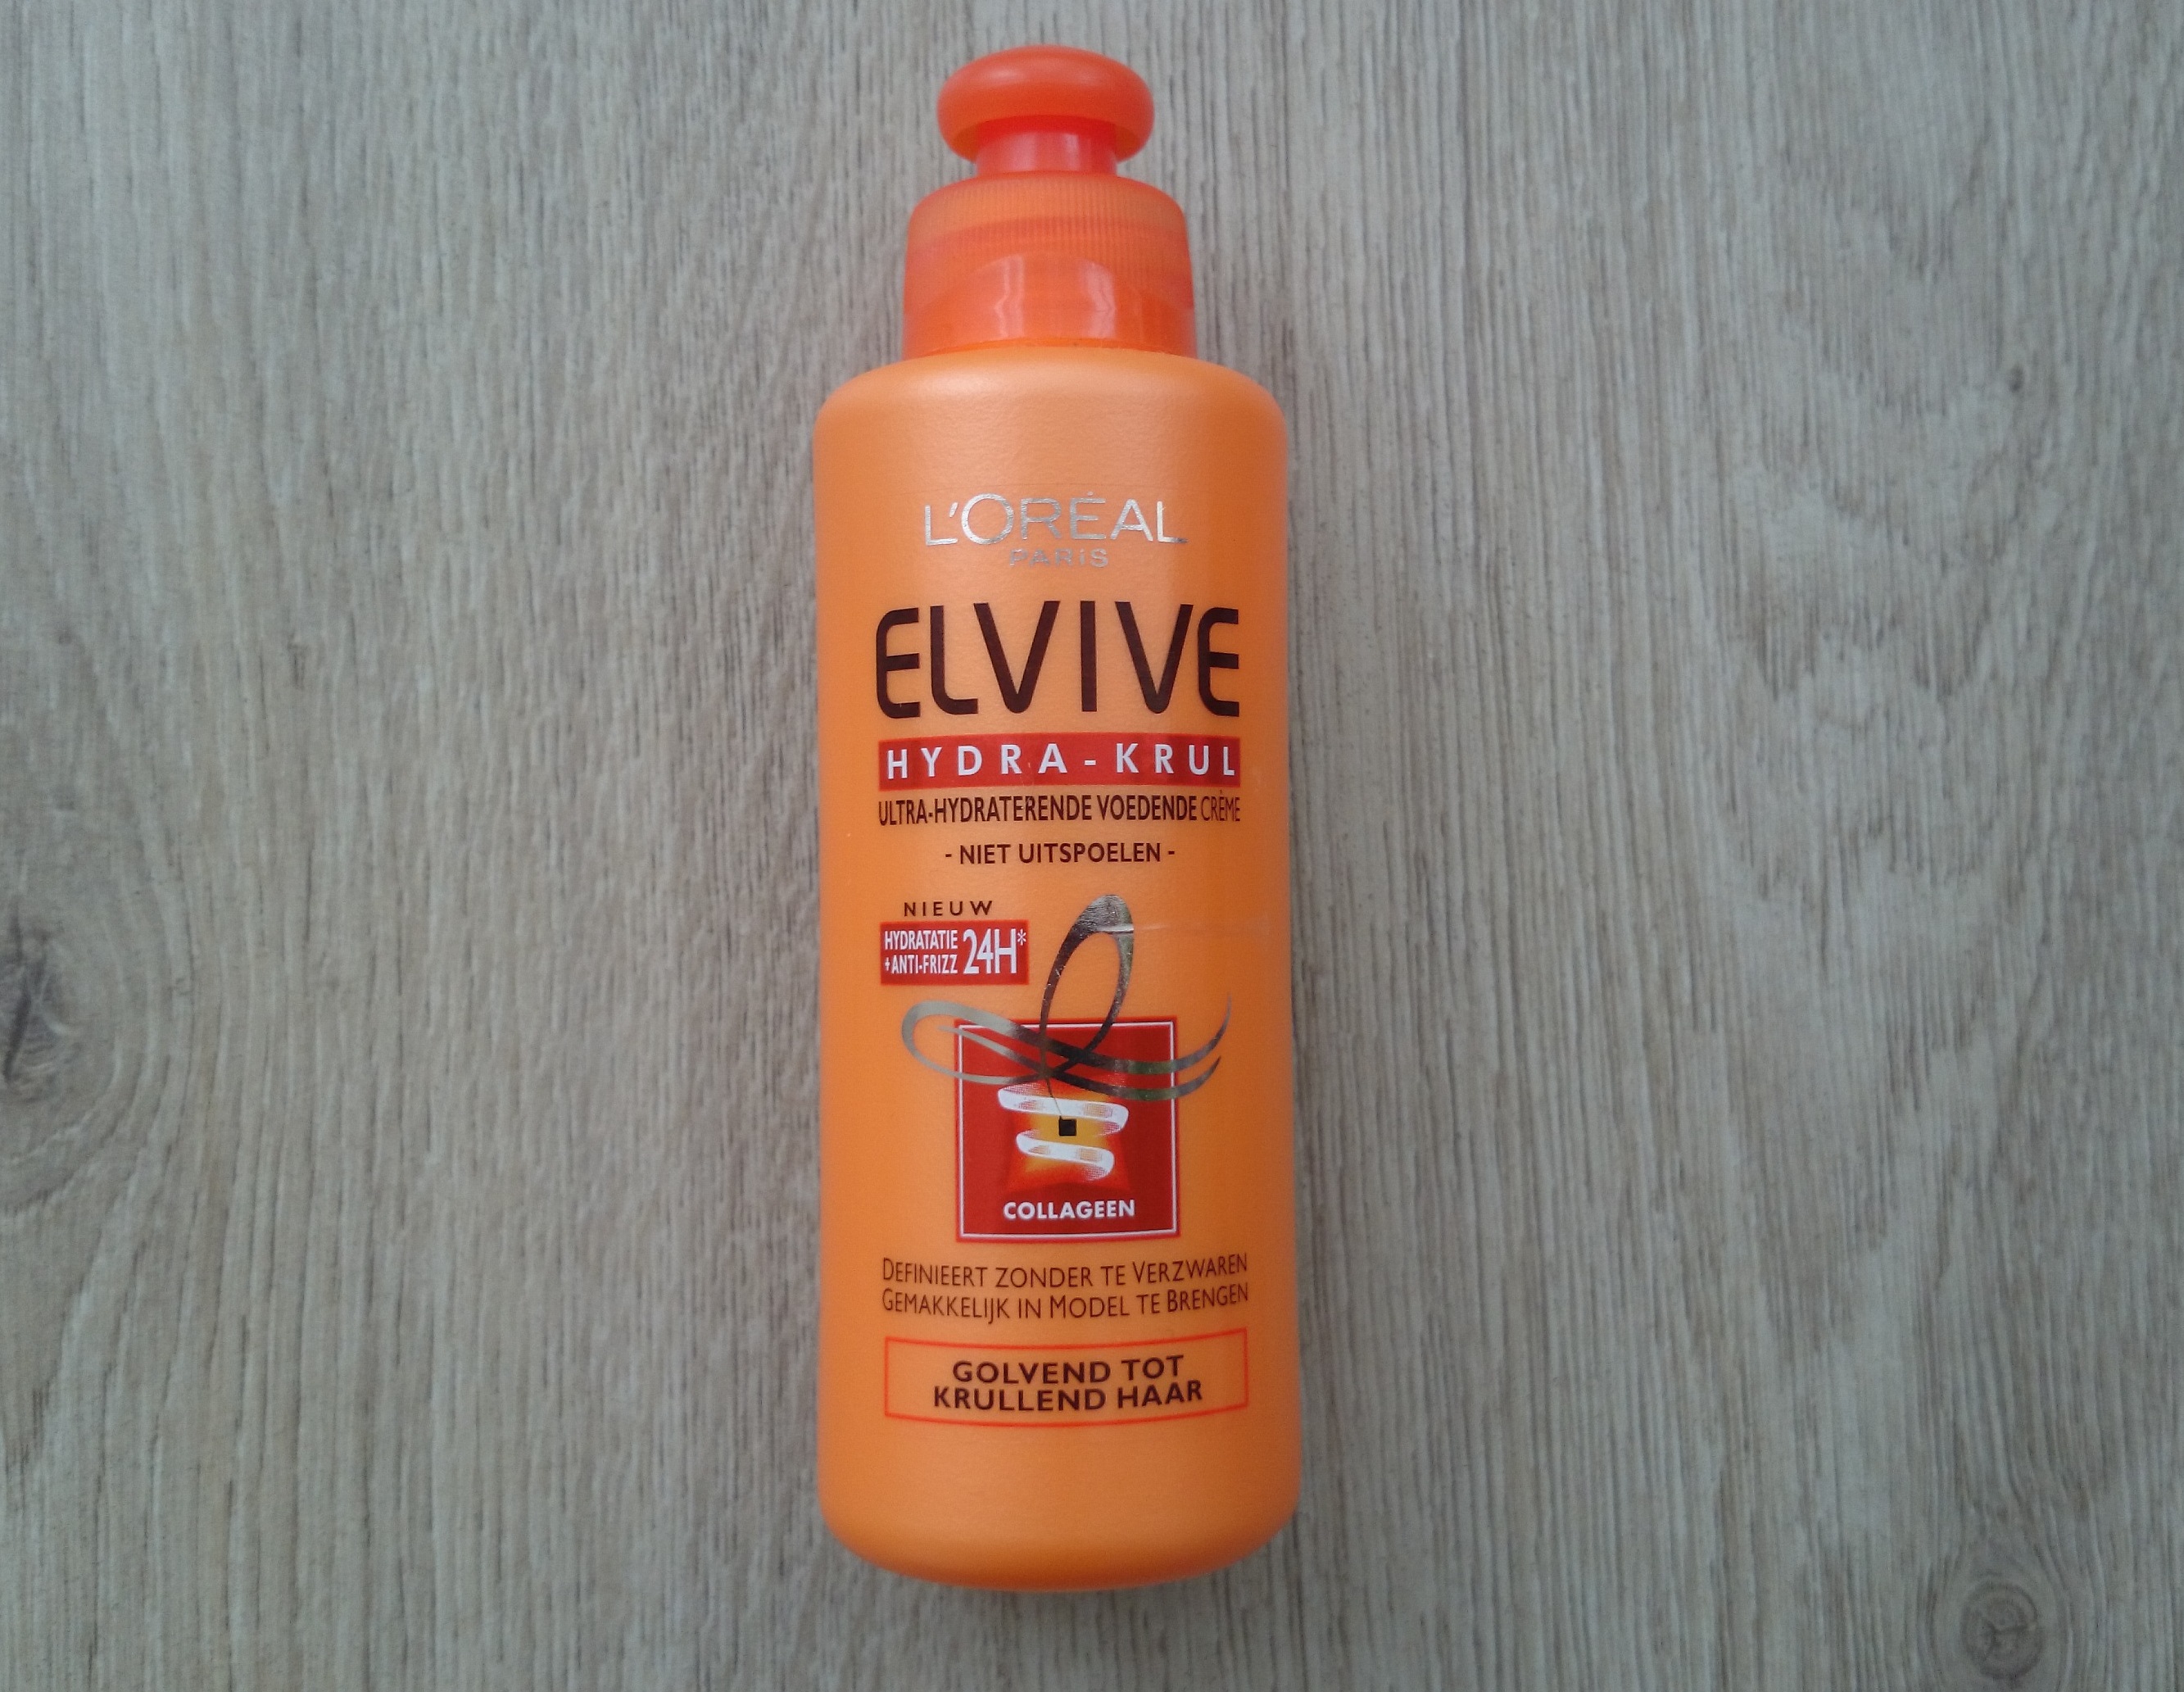 L'ORÉAL
PARIS
ELVIVE
HYDRA-KRUL
ULTRA-HYDRATERENDE VOEDENDE CRÈME
- NIET UITSPOELEN -
NIEUW
HYDRATATIE
+ ANTI-FRIZZ 24H*
COLLAGEEN
DEFINIEERT ZONDER TE VERZWAREN
GEMAKKELIJK IN MODEL TE BRENGEN
GOLVEND TOT
KRULLEND HAAR